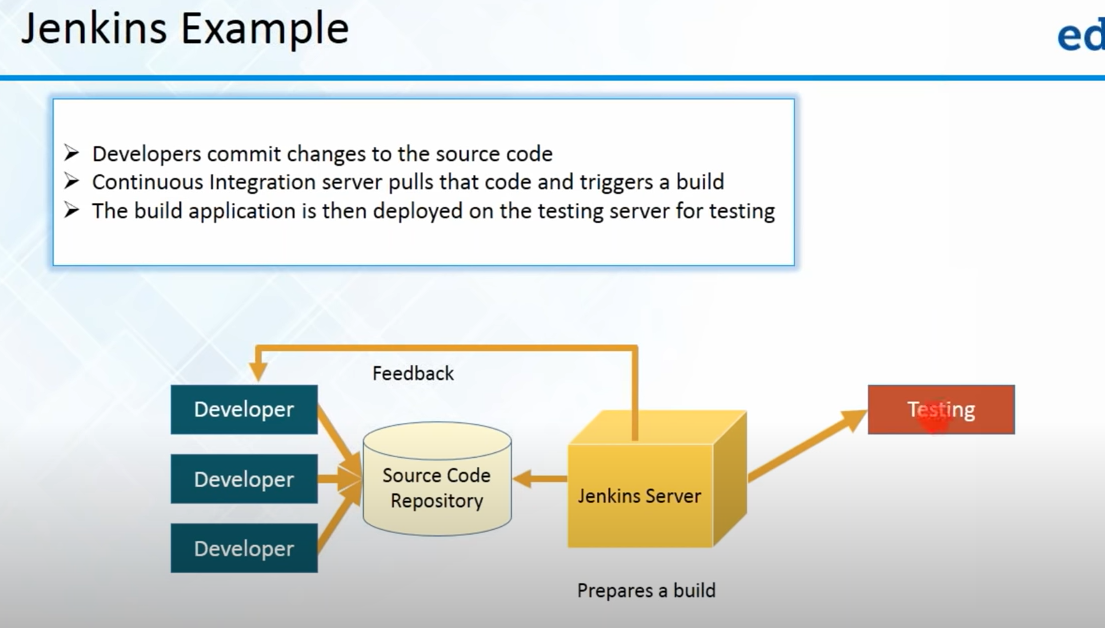 Jenkins Example
ed
Developers commit changes to the source code
Continuous Integration server pulls that code and triggers a build
The build application is then deployed on the testing server for testing
Feedback
Developer
Developer
Developer
Source Code
Repository
Jenkins Server
Testing
Prepares a build